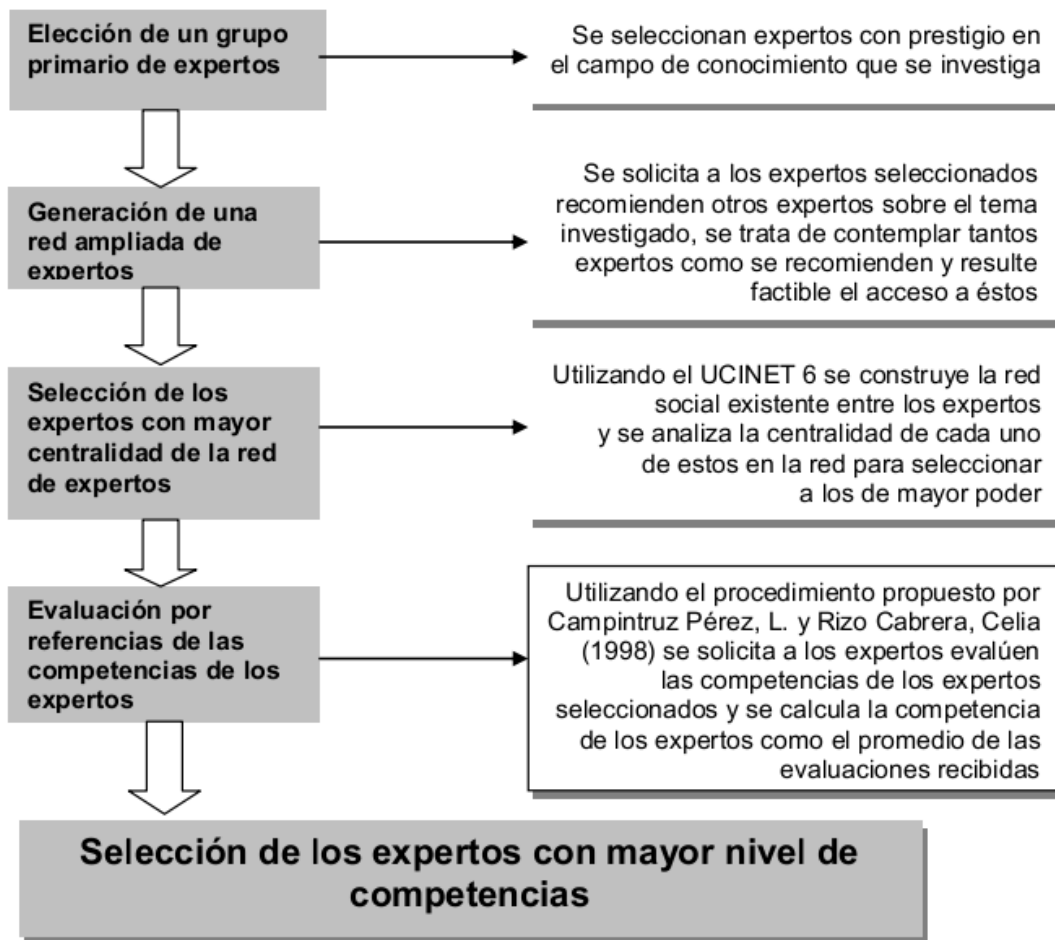 Elección de un grupo
primario de expertos
Se seleccionan expertos con prestigio en
el campo de conocimiento que se investiga
Generación de una
red ampliada de
expertos
Se solicita a los expertos seleccionados
recomienden otros expertos sobre el tema
investigado, se trata de contemplar tantos
expertos como se recomienden y resulte
factible el acceso a éstos
Selección de los
expertos con mayor
centralidad de la red
de expertos
Utilizando el UCINET 6 se construye la red
social existente entre los expertos
y se analiza la centralidad de cada uno
de estos en la red para seleccionar
a los de mayor poder
Evaluación por
referencias de las
competencias de los
expertos
Utilizando el procedimiento propuesto por
Campintruz Pérez, L. y Rizo Cabrera, Celia
(1998) se solicita a los expertos evalúen
las competencias de los expertos
seleccionados y se calcula la competencia
de los expertos como el promedio de las
evaluaciones recibidas
Selección de los expertos con mayor nivel de
competencias